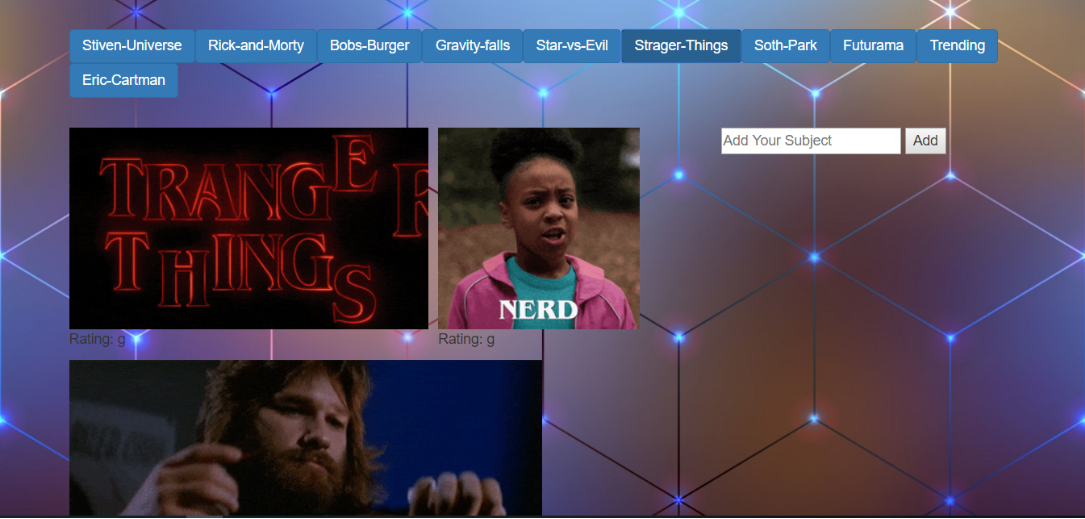 Stiven-Universe Rick-and-Morty Bobs-Burger Gravity-falls Star-vs-Evil Strager-Things Soth-Park Futurama Trending
Eric-Cartman
Add Your Subject Add
TRANGE R
THINGS
NERD
Rating: g Rating: g